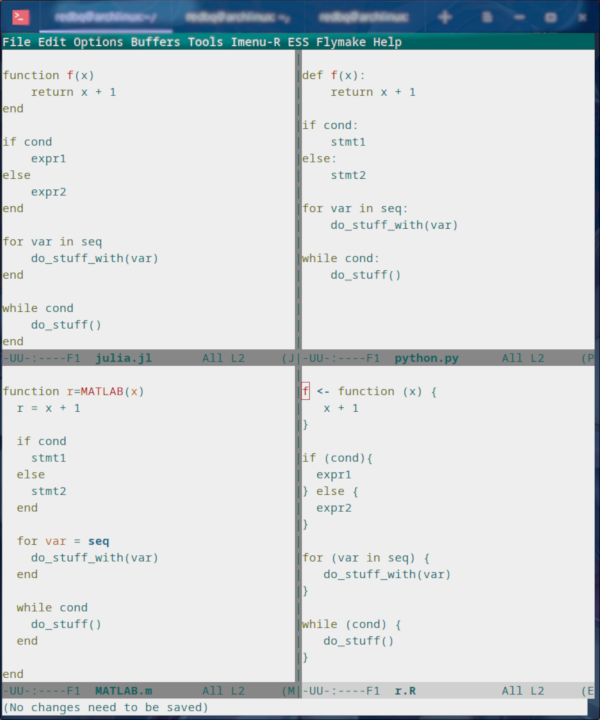 File Edit Options Buffers Tools Imenu-R ESS Flymake Help
function f(x)
    return x + 1
end

if cond
    expr1
else
    expr2
end

for var in seq
    do_stuff_with(var)
end

while cond
    do_stuff()
end
-UU-:----F1  julia.jl       All L2     (J
def f(x):
    return x + 1

if cond:
    stmt1
else:
    stmt2

for var in seq:
    do_stuff_with(var)

while cond:
    do_stuff()
-UU-:----F1  python.py      All L2     (P
function r=MATLAB(x)
  r = x + 1

  if cond
    stmt1
  else
    stmt2
  end

  for var = seq
    do_stuff_with(var)
  end

  while cond
    do_stuff()
  end

end
-UU-:----F1  MATLAB.m       All L2     (M
f <- function (x) {
   x + 1
}

if (cond){
  expr1
} else {
  expr2
}

for (var in seq) {
   do_stuff_with(var)
}

while (cond) {
   do_stuff()
}
-UU-:----F1  r.R            All L2     (E
(No changes need to be saved)